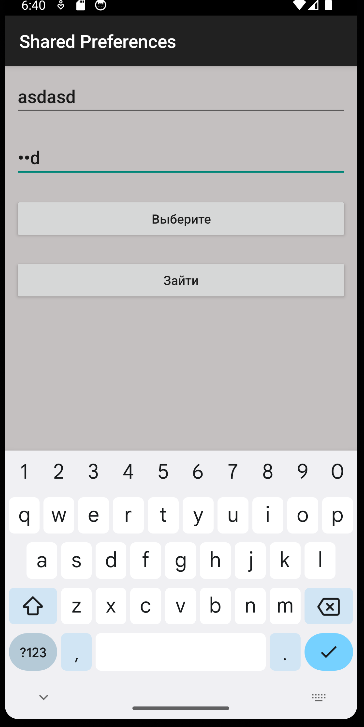 6:40
Shared Preferences
asdasd
••d
Выберите
Зайти
1 2 3 4 5 6 7 8 9 0
q w e r t y u i o p
a s d f g h j k l
z x c v b n m
?123 , .